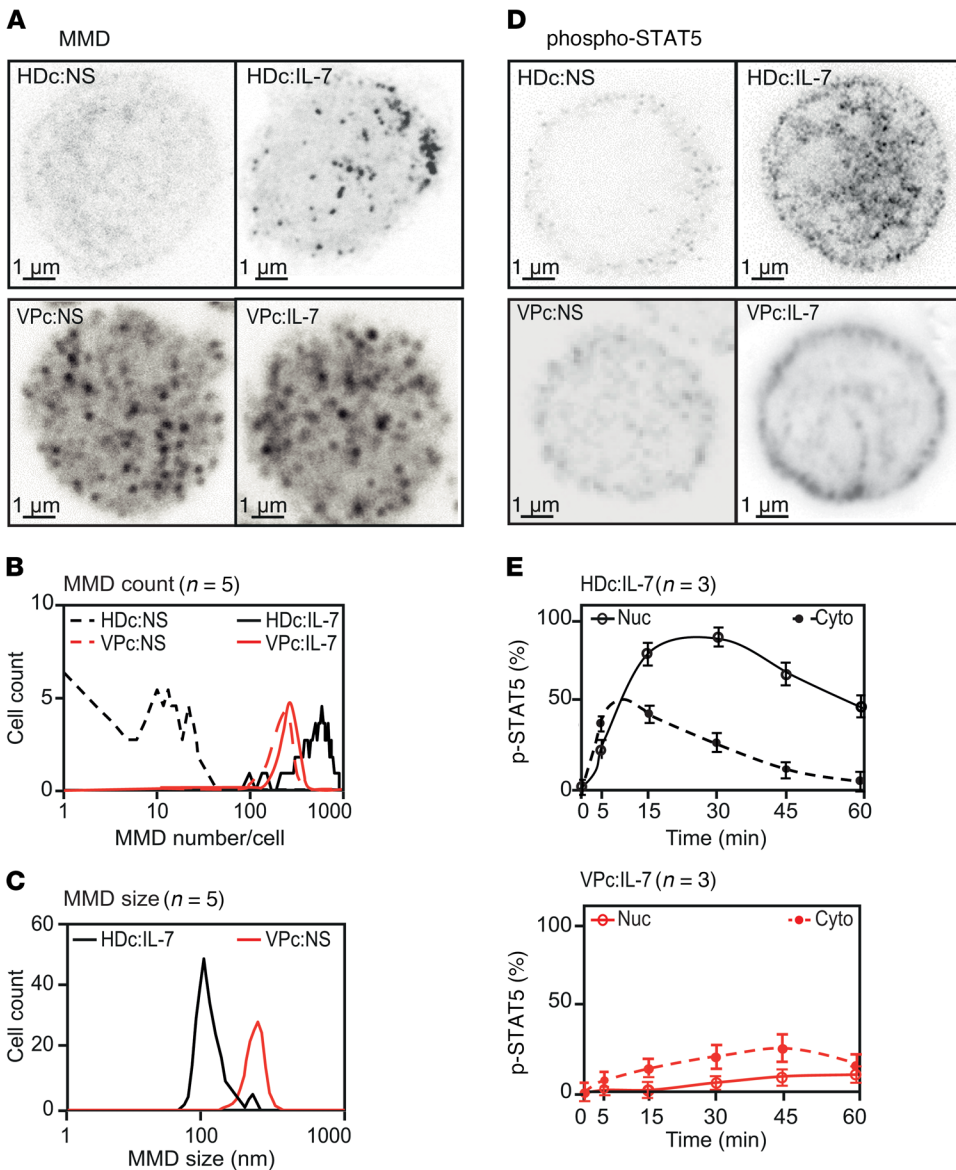 A
MMD
HDc:NS
HDc:IL-7
1 µm
1 µm
VPc:NS
VPc:IL-7
1 µm
1 µm
B
MMD count (n = 5)
10
5
0
Cell count
HDc:NS
HDc:IL-7
VPc:NS
VPc:IL-7
1 10 100 1000
MMD number/cell
C
MMD size (n = 5)
60
40
20
0
Cell count
HDc:IL-7
VPc:NS
1 100 1000
MMD size (nm)
D
phospho-STAT5
HDc:NS
HDc:IL-7
1 µm
1 µm
VPc:NS
VPc:IL-7
1 µm
1 µm
E
HDc:IL-7 (n = 3)
100
50
0
p-STAT5 (%)
Nuc
Cyto
0 5 15 30 45 60
Time (min)
VPc:IL-7 (n = 3)
100
50
0
p-STAT5 (%)
Nuc
Cyto
0 5 15 30 45 60
Time (min)